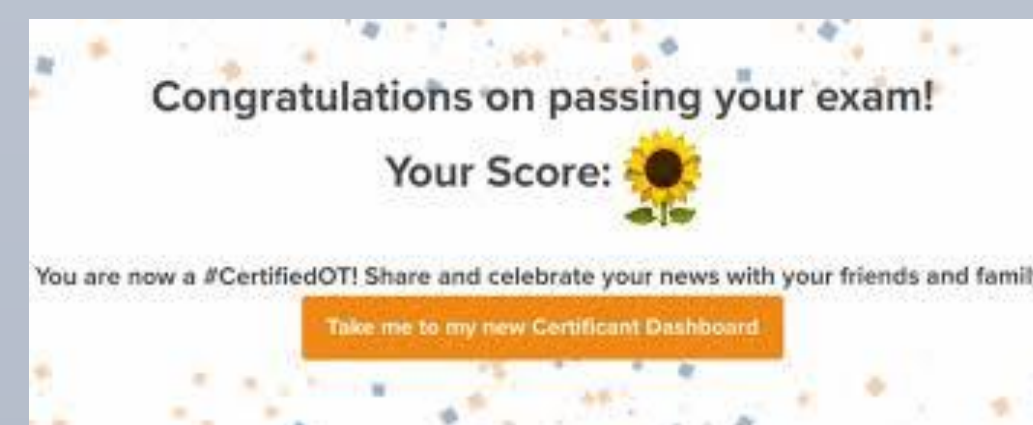 Congratulations on passing your exam!
Your Score:
You are now a #CertifiedOT! Share and celebrate your news with your friends and famil
Take me to my new Certificant Dashboard